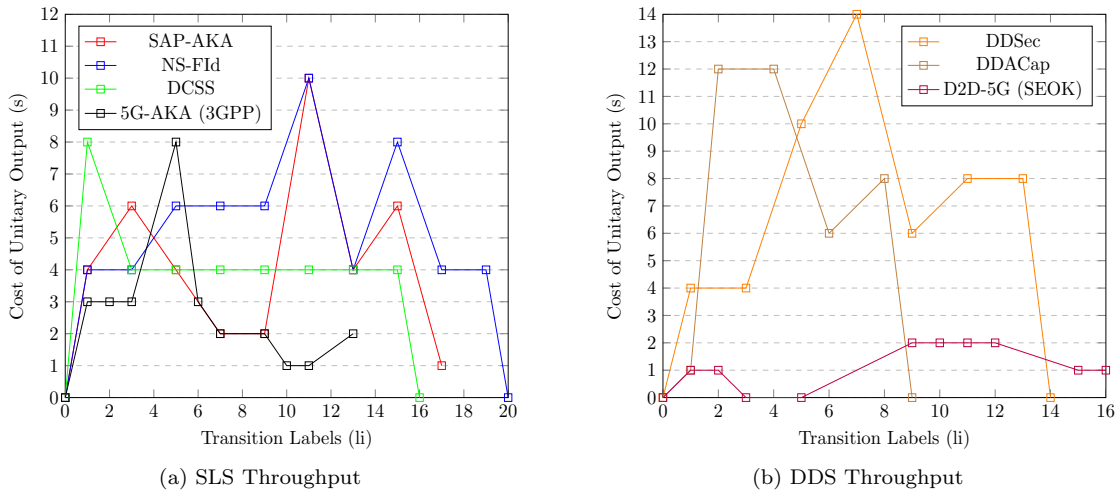 SAP-AKA
NS-FId
DCSS
5G-AKA (3GPP)
Cost of Unitary Output (s)
12
11
10
9
8
7
6
5
4
3
2
1
0
0 2 4 6 8 10 12 14 16 18 20
Transition Labels (li)
(a) SLS Throughput
DDSec
DDACap
D2D-5G (SEOK)
Cost of Unitary Output (s)
14
13
12
11
10
9
8
7
6
5
4
3
2
1
0
0 2 4 6 8 10 12 14 16
Transition Labels (li)
(b) DDS Throughput